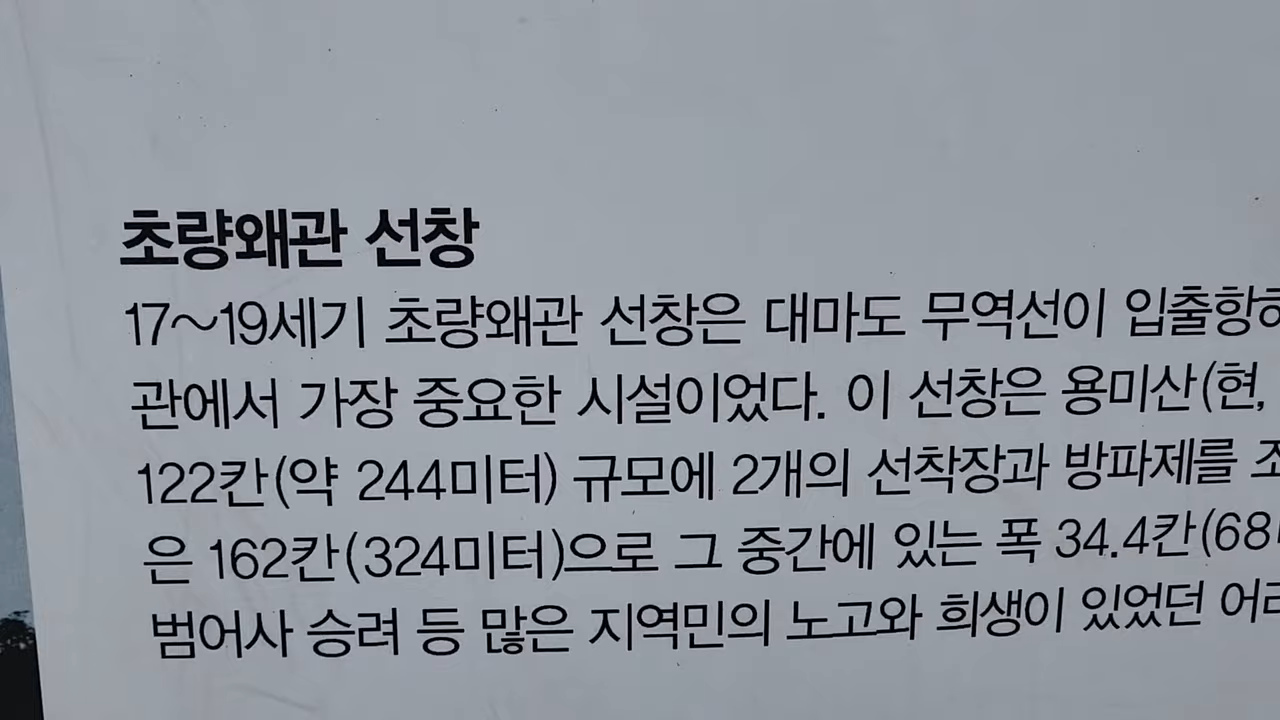 초량왜관 선창
17~19세기 초량왜관 선창은 대마도 무역선이 입출항
관에서 가장 중요한 시설이었다. 이 선창은 용미산(현,
122칸(약 244미터) 규모에 2개의 선착장과 방파제를
은 162칸(324미터)으로 그 중간에 있는 폭 34.4칸(68
범어사 승려 등 많은 지역민의 노고와 희생이 있었던